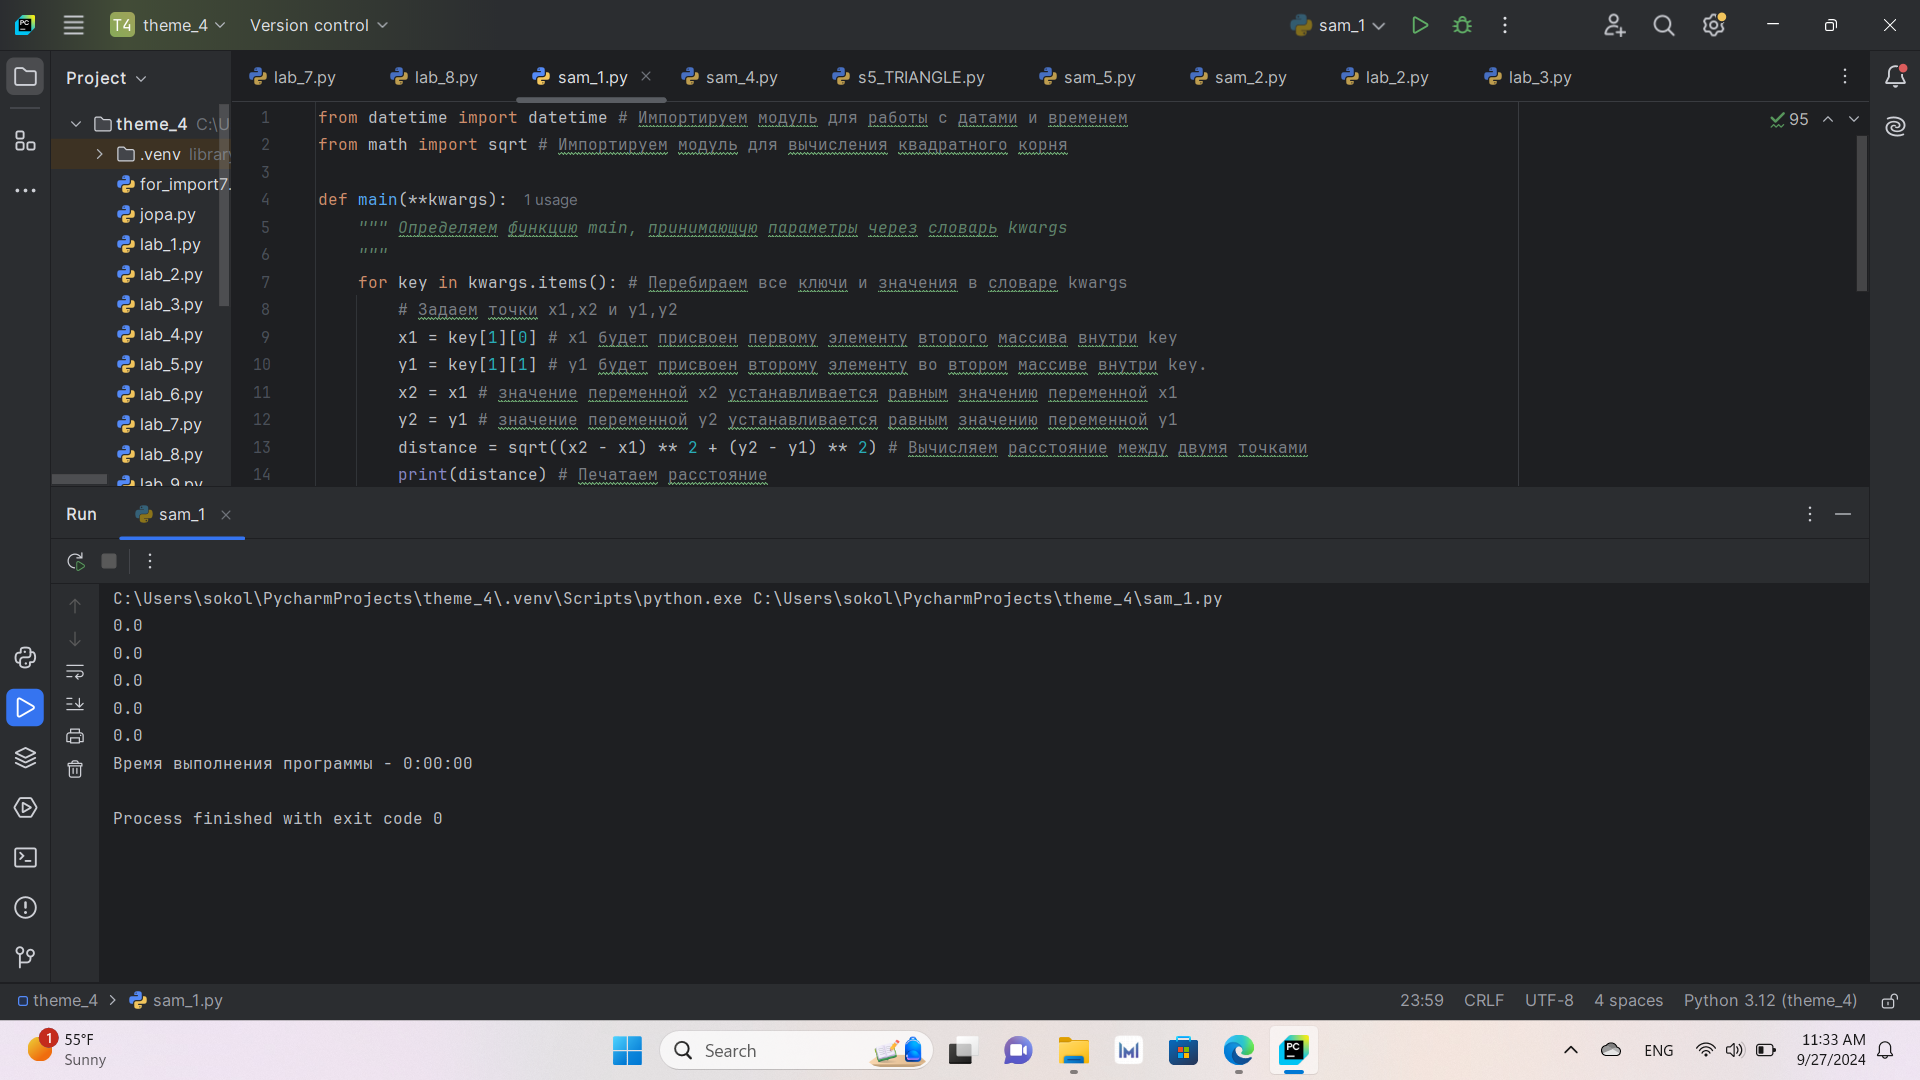 T4 theme_4 Version control sam_1
Project lab_7.py lab_8.py sam_1.py sam_4.py s5_TRIANGLE.py sam_5.py sam_2.py lab_2.py lab_3.py
theme_4 C:\U
.venv library
for_import7.
jopa.py
lab_1.py
lab_2.py
lab_3.py
lab_4.py
lab_5.py
lab_6.py
lab_7.py
lab_8.py
lab_9.py
95
1 from datetime import datetime # Импортируем модуль для работы с датами и временем
2 from math import sqrt # Импортируем модуль для вычисления квадратного корня
3
4 def main(**kwargs): 1 usage
5 """ Определяем функцию main, принимающую параметры через словарь kwargs
6 """
7 for key in kwargs.items(): # Перебираем все ключи и значения в словаре kwargs
8 # Задаем точки x1,x2 и y1,y2
9 x1 = key[1][0] # x1 будет присвоен первому элементу второго массива внутри key
10 y1 = key[1][1] # y1 будет присвоен второму элементу во втором массиве внутри key.
11 x2 = x1 # значение переменной x2 устанавливается равным значению переменной x1
12 y2 = y1 # значение переменной y2 устанавливается равным значению переменной y1
13 distance = sqrt((x2 - x1) ** 2 + (y2 - y1) ** 2) # Вычисляем расстояние между двумя точками
14 print(distance) # Печатаем расстояние
Run sam_1
C:\Users\sokol\PycharmProjects\theme_4\.venv\Scripts\python.exe C:\Users\sokol\PycharmProjects\theme_4\sam_1.py
0.0
0.0
0.0
0.0
0.0
Время выполнения программы - 0:00:00
Process finished with exit code 0
theme_4 > sam_1.py 23:59 CRLF UTF-8 4 spaces Python 3.12 (theme_4)
1 55°F
Sunny
Search
PC
ENG
11:33 AM
9/27/2024